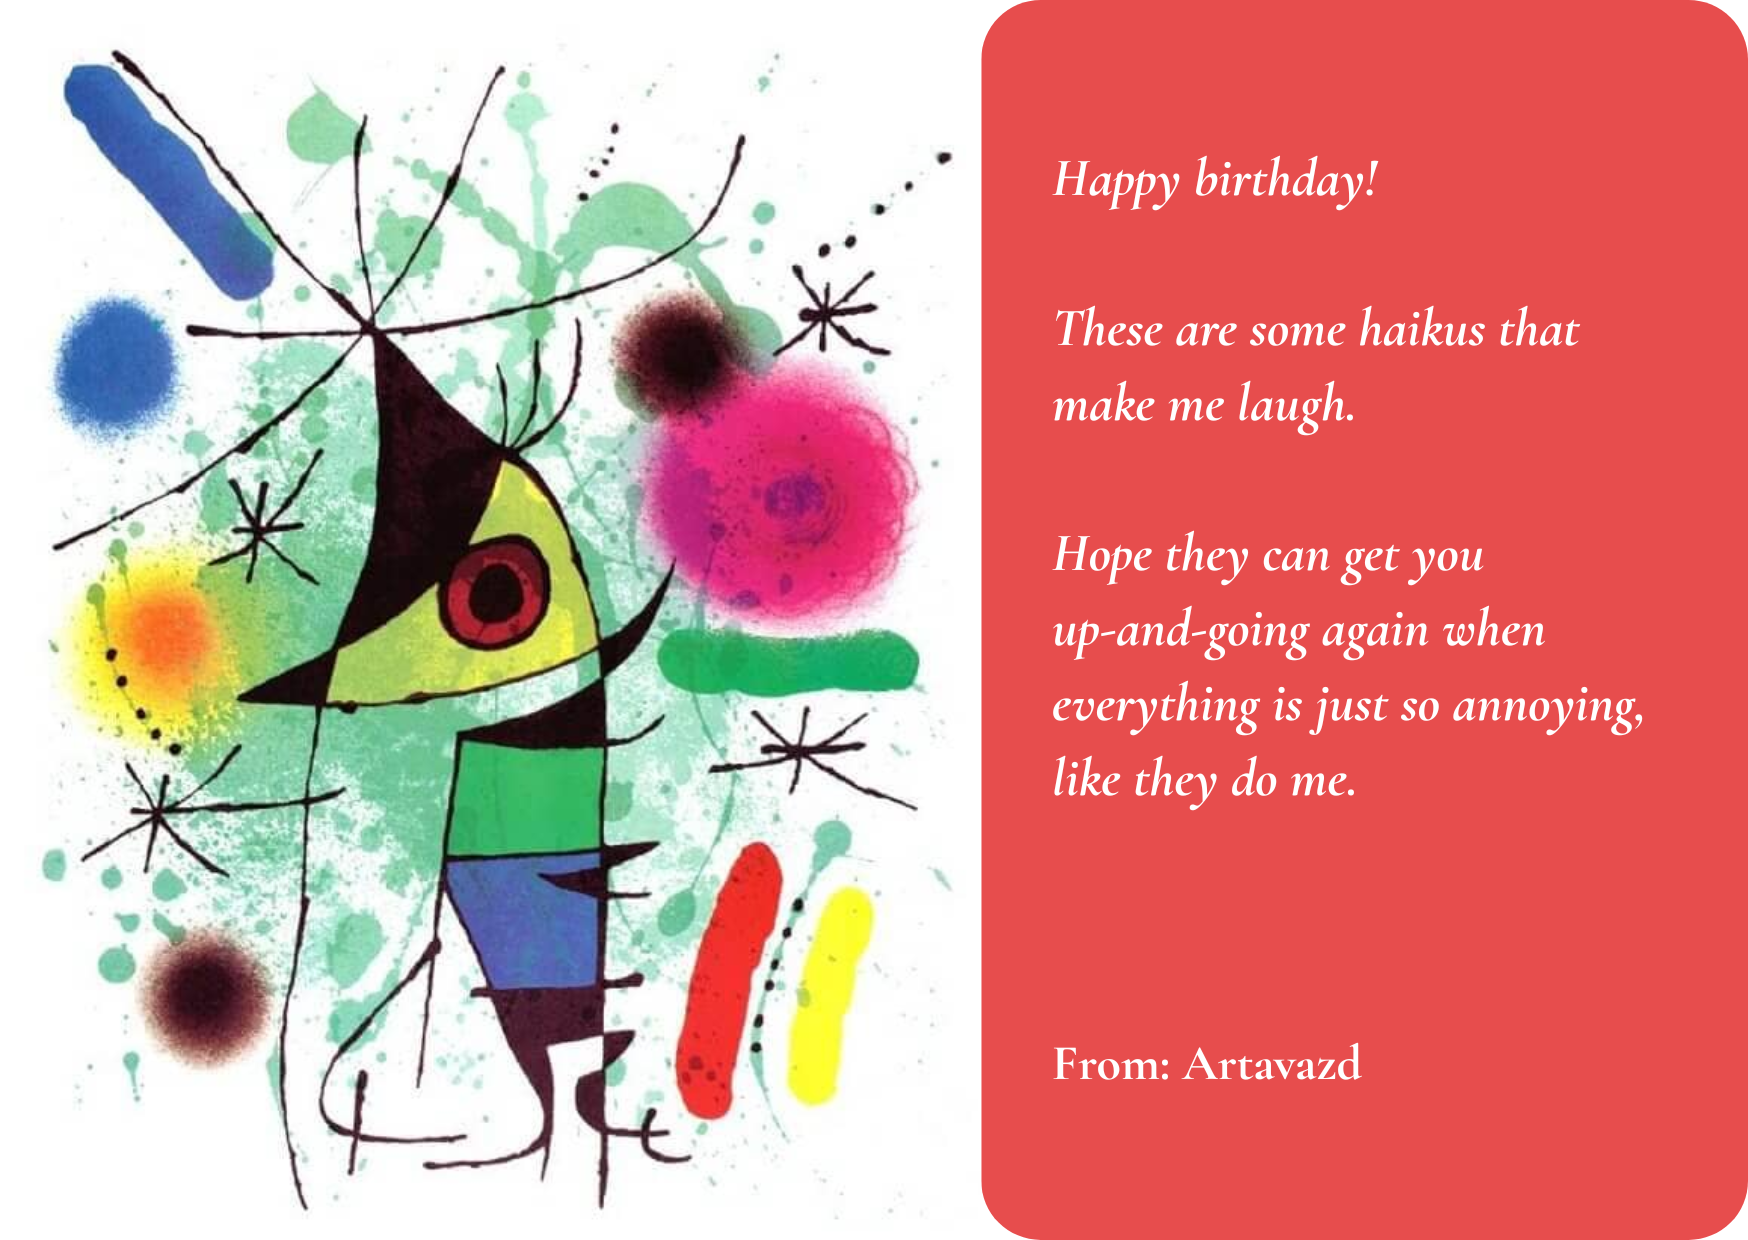 Happy birthday!
These are some haikus that
make me laugh.
Hope they can get you
up-and-going again when
everything is just so annoying,
like they do me.
From: Artavazd